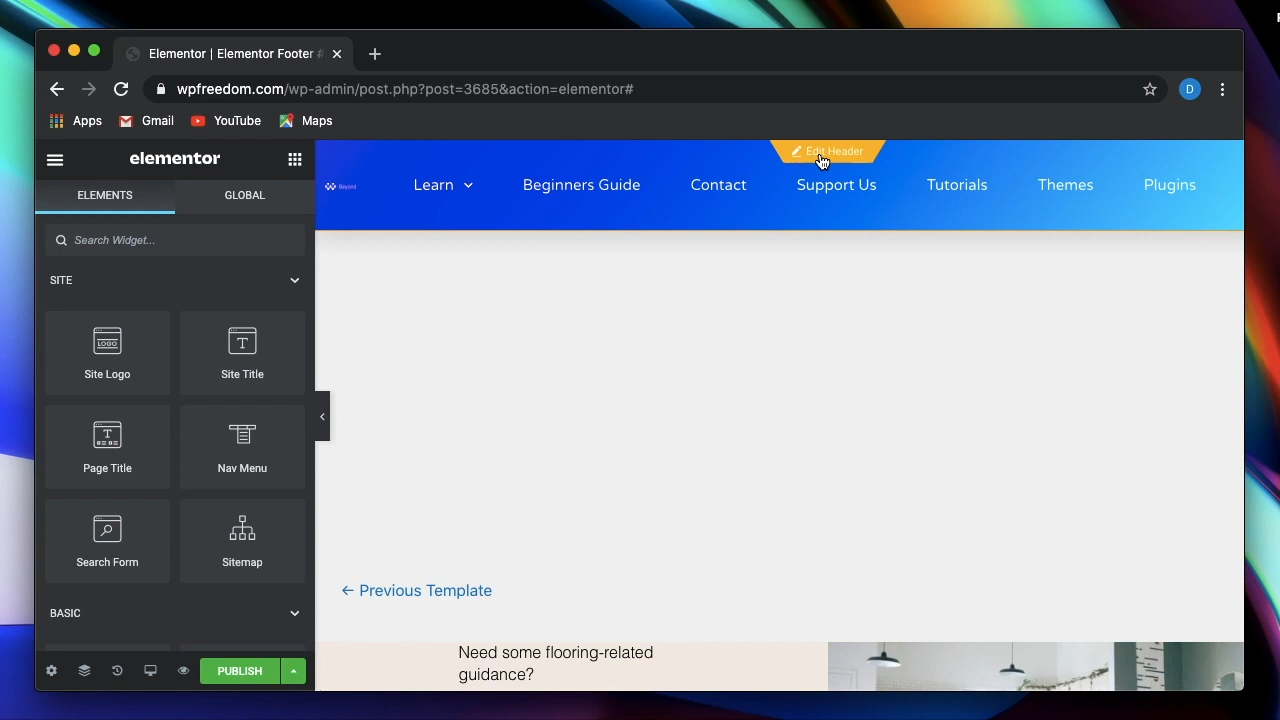 Elementor | Elementor Footer #
wpfreedom.com/wp-admin/post.php?post=3685&action=elementor#
D
Apps
Gmail
YouTube
Maps
elementor
Edit Header
ELEMENTS
GLOBAL
Beyond
Learn
Beginners Guide
Contact
Support Us
Tutorials
Themes
Plugins
Search Widget...
SITE
LOGO
Site Logo
T
Site Title
T
Page Title
Nav Menu
Search Form
Sitemap
← Previous Template
BASIC
Need some flooring-related
guidance?
PUBLISH